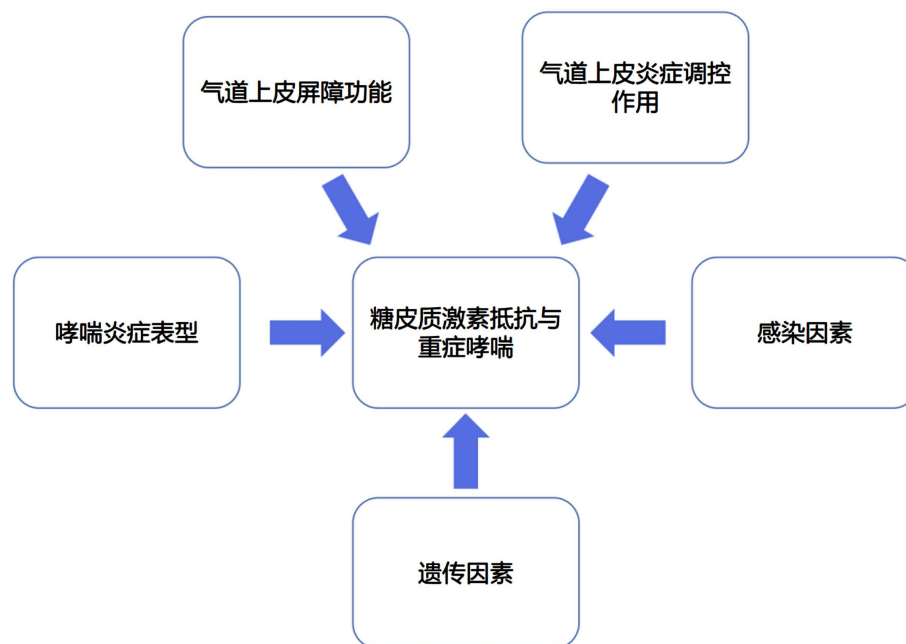 气道上皮屏障功能
气道上皮炎症调控
作用
哮喘炎症表型
糖皮质激素抵抗与
重症哮喘
感染因素
遗传因素